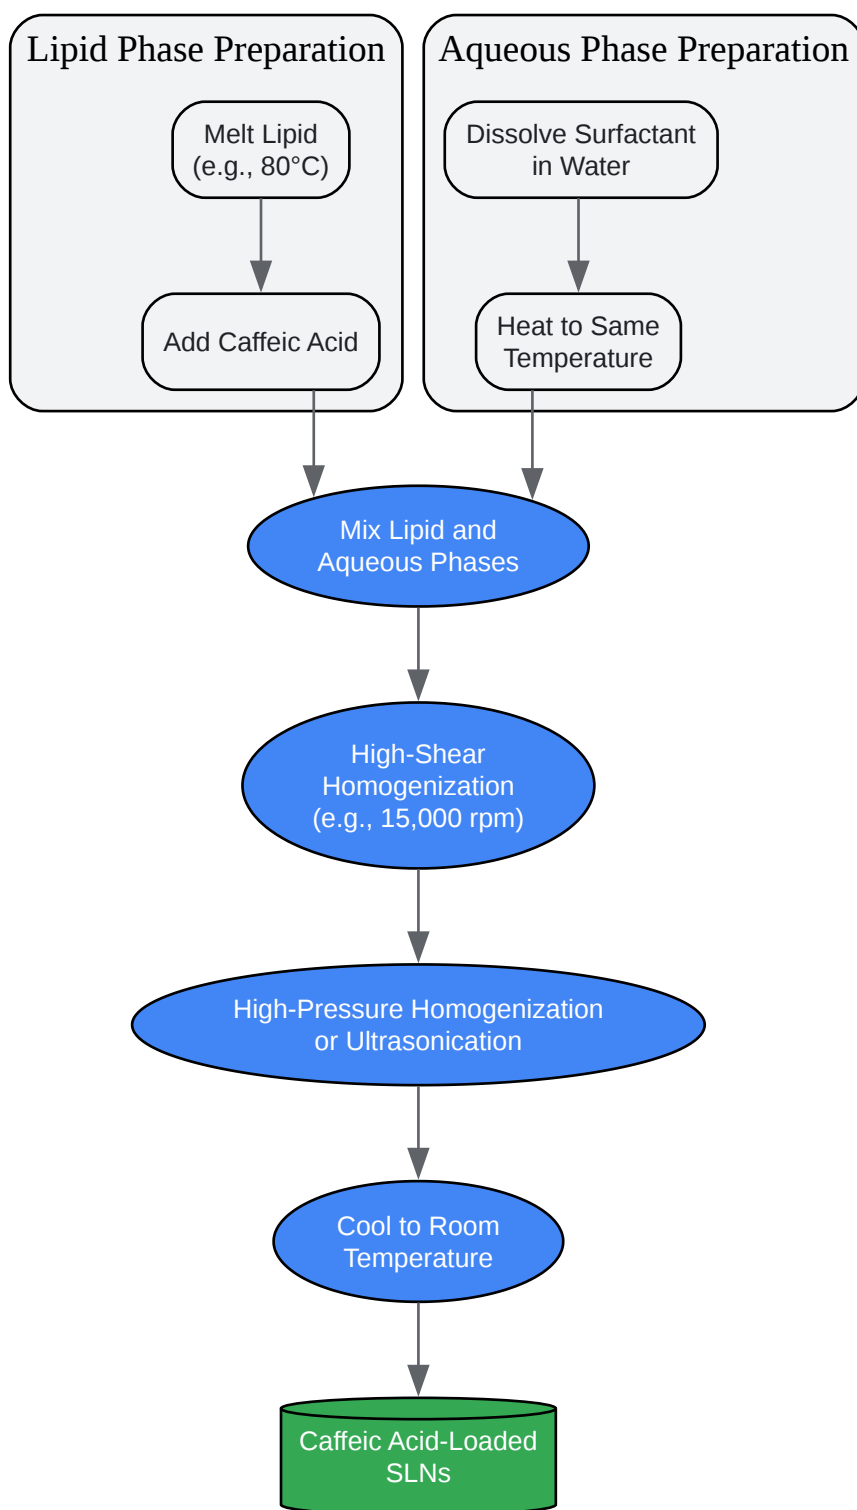 Lipid Phase Preparation
Melt Lipid
(e.g., 80°C)
Add Caffeic Acid
Aqueous Phase Preparation
Dissolve Surfactant
in Water
Heat to Same
Temperature
Mix Lipid and
Aqueous Phases
High-Shear
Homogenization
(e.g., 15,000 rpm)
High-Pressure Homogenization
or Ultrasonication
Cool to Room
Temperature
Caffeic Acid-Loaded
SLNs